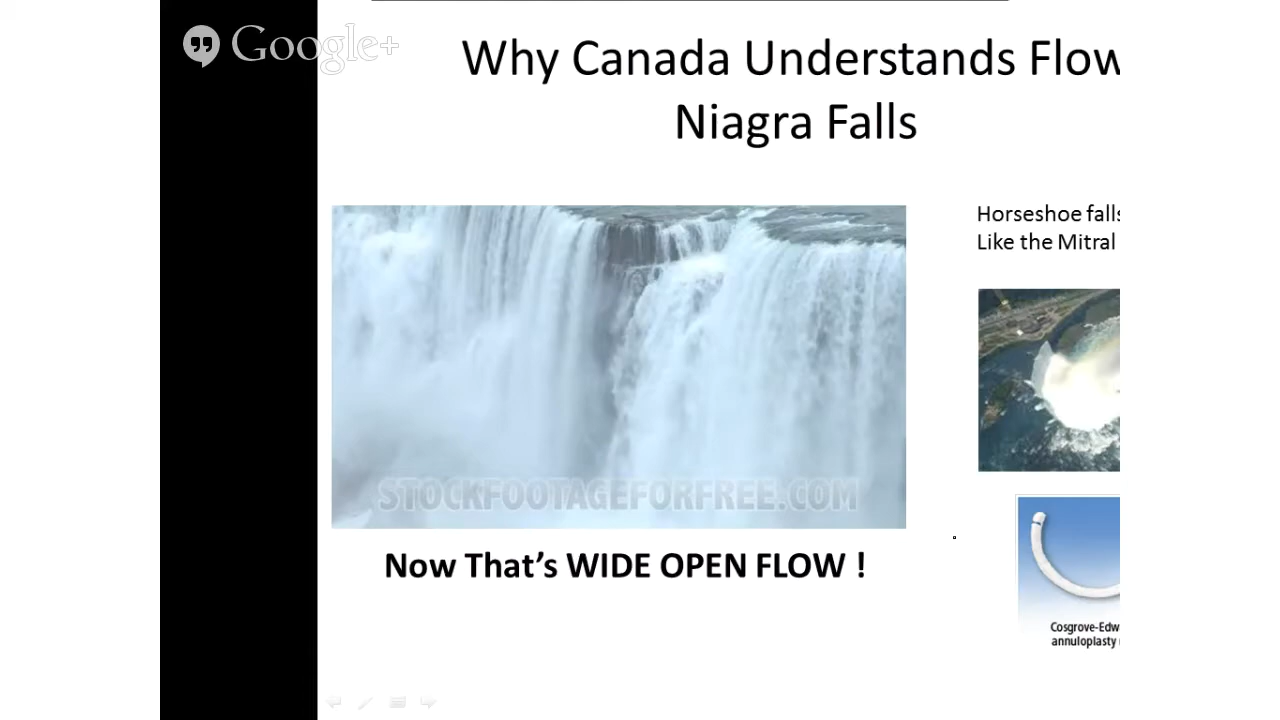 Google+
Why Canada Understands Flow
Niagra Falls
Horseshoe falls
Like the Mitral
STOCKFOOTAGEFORFREE.COM
Now That's WIDE OPEN FLOW !
Cosgrove-Edw
annuloplasty